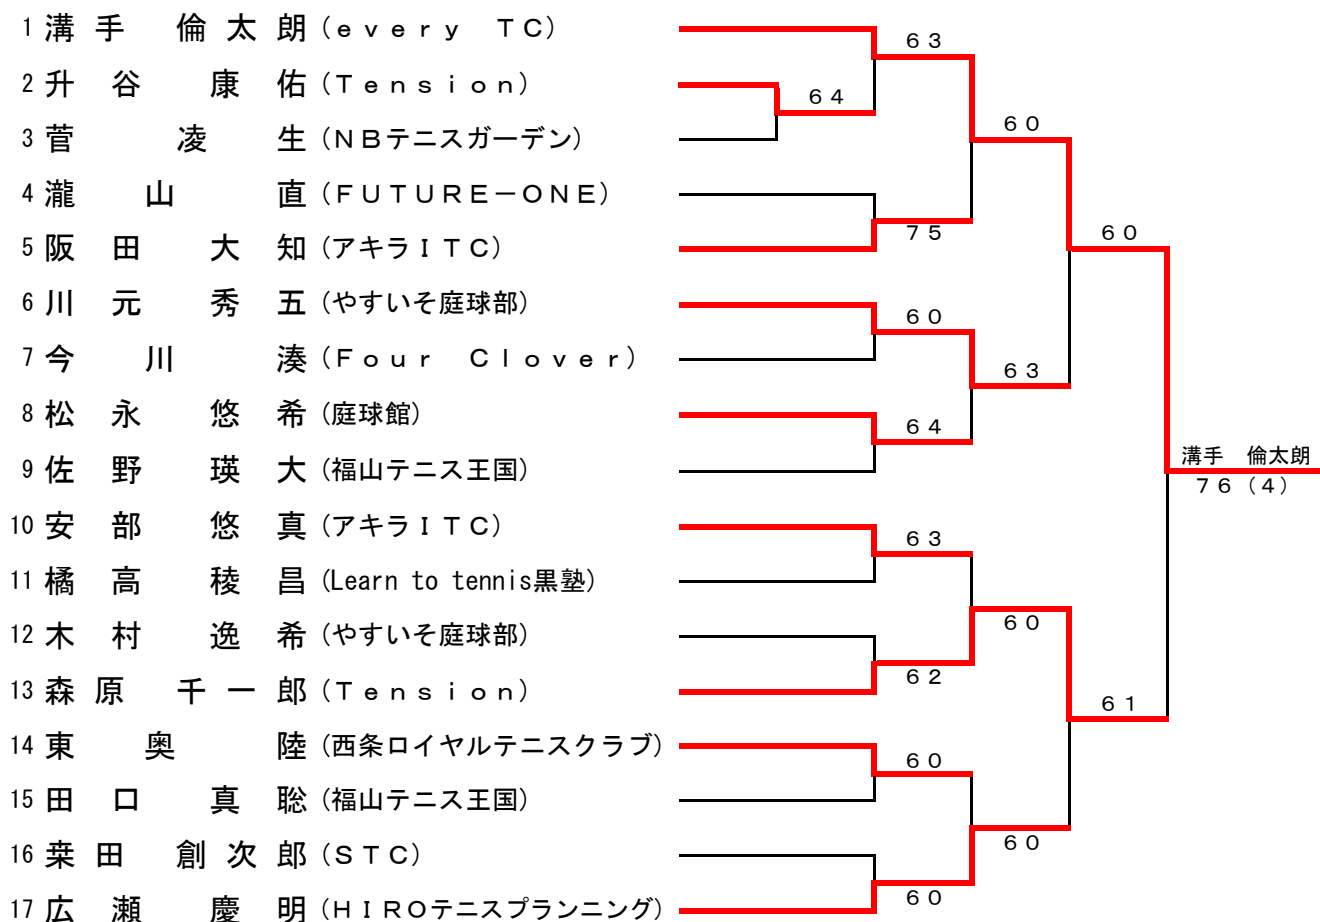 1 溝手 倫太朗 (every TC)
2 升谷 康佑 (Tension)
3 菅 凌生 (NBテニスガーデン)
4 瀧山 直 (FUTURE－ONE)
5 阪田 大知 (アキラITC)
6 川元 秀五 (やすいそ庭球部)
7 今川 湊 (Four Clover)
8 松永 悠希 (庭球館)
9 佐野 瑛大 (福山テニス王国)
10 安部 悠真 (アキラITC)
11 橘高 稜昌 (Learn to tennis黒塾)
12 木村 逸希 (やすいそ庭球部)
13 森原 千一郎 (Tension)
14 東奥 陸 (西条ロイヤルテニスクラブ)
15 田口 真聡 (福山テニス王国)
16 桒田 創次郎 (STC)
17 広瀬 慶明 (HIROテニスプランニング)
64
63
75
60
64
63
62
60
60
60
63
60
60
60
61
溝手 倫太朗
76(4)